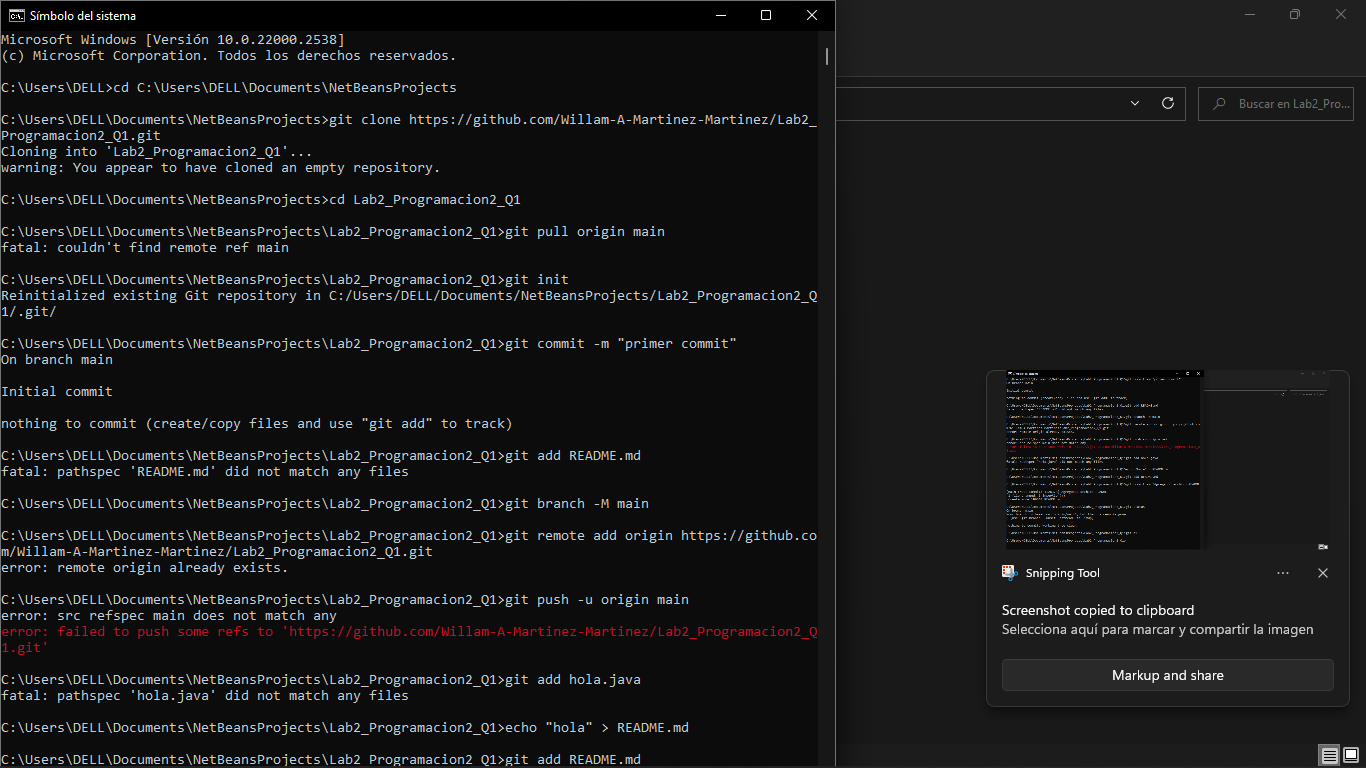 Símbolo del sistema
Microsoft Windows [Versión 10.0.22000.2538]
(c) Microsoft Corporation. Todos los derechos reservados.
C:\Users\DELL>cd C:\Users\DELL\Documents\NetBeansProjects
C:\Users\DELL\Documents\NetBeansProjects>git clone https://github.com/Willam-A-Martinez-Martinez/Lab2_
Programacion2_Q1.git
Cloning into 'Lab2_Programacion2_Q1'...
warning: You appear to have cloned an empty repository.
C:\Users\DELL\Documents\NetBeansProjects>cd Lab2_Programacion2_Q1
C:\Users\DELL\Documents\NetBeansProjects\Lab2_Programacion2_Q1>git pull origin main
fatal: couldn't find remote ref main
C:\Users\DELL\Documents\NetBeansProjects\Lab2_Programacion2_Q1>git init
Reinitialized existing Git repository in C:/Users/DELL/Documents/NetBeansProjects/Lab2_Programacion2_Q
1/.git/
C:\Users\DELL\Documents\NetBeansProjects\Lab2_Programacion2_Q1>git commit -m "primer commit"
On branch main
Initial commit
nothing to commit (create/copy files and use "git add" to track)
C:\Users\DELL\Documents\NetBeansProjects\Lab2_Programacion2_Q1>git add README.md
fatal: pathspec 'README.md' did not match any files
C:\Users\DELL\Documents\NetBeansProjects\Lab2_Programacion2_Q1>git branch -M main
C:\Users\DELL\Documents\NetBeansProjects\Lab2_Programacion2_Q1>git remote add origin https://github.co
m/Willam-A-Martinez-Martinez/Lab2_Programacion2_Q1.git
error: remote origin already exists.
C:\Users\DELL\Documents\NetBeansProjects\Lab2_Programacion2_Q1>git push -u origin main
error: src refspec main does not match any
error: failed to push some refs to 'https://github.com/Willam-A-Martinez-Martinez/Lab2_Programacion2_Q
1.git'
C:\Users\DELL\Documents\NetBeansProjects\Lab2_Programacion2_Q1>git add hola.java
fatal: pathspec 'hola.java' did not match any files
C:\Users\DELL\Documents\NetBeansProjects\Lab2_Programacion2_Q1>echo "hola" > README.md
C:\Users\DELL\Documents\NetBeansProjects\Lab2_Programacion2_Q1>git add README.md
Buscar en Lab2_Pro...
Snipping Tool
Screenshot copied to clipboard
Selecciona aquí para marcar y compartir la imagen
Markup and share